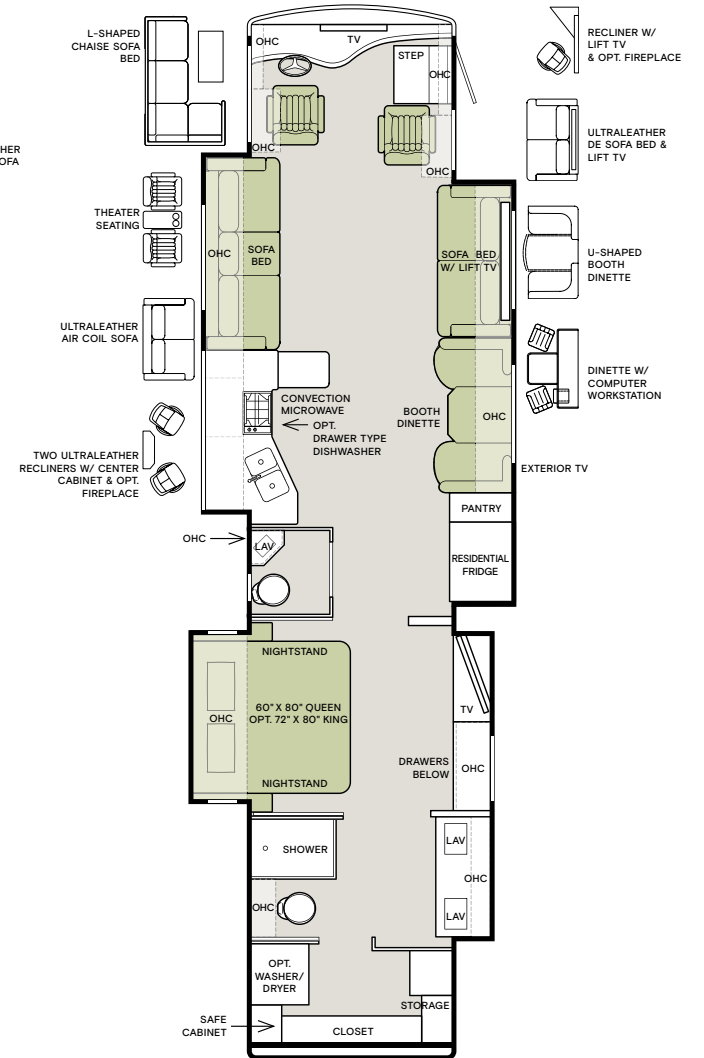 L-SHAPED
CHAISE SOFA
BED
OHC
TV
STEP
OHC
RECLINER W/
LIFT TV
& OPT. FIREPLACE
HER
OFA
OHC
OHC
ULTRALEATHER
DE SOFA BED &
LIFT TV
THEATER
SEATING
OHC
SOFA
BED
SOFA BED
W/ LIFT TV
U-SHAPED
BOOTH
DINETTE
ULTRALEATHER
AIR COIL SOFA
CONVECTION
MICROWAVE
OPT.
DRAWER TYPE
DISHWASHER
BOOTH
DINETTE
OHC
DINETTE W/
COMPUTER
WORKSTATION
TWO ULTRALEATHER
RECLINERS W/ CENTER
CABINET & OPT.
FIREPLACE
EXTERIOR TV
PANTRY
OHC
LAV
RESIDENTIAL
FRIDGE
NIGHTSTAND
OHC
60" X 80" QUEEN
OPT. 72" X 80" KING
NIGHTSTAND
TV
DRAWERS
BELOW
OHC
SHOWER
LAV
OHC
LAV
OHC
OPT.
WASHER/
DRYER
STORAGE
SAFE
CABINET
CLOSET